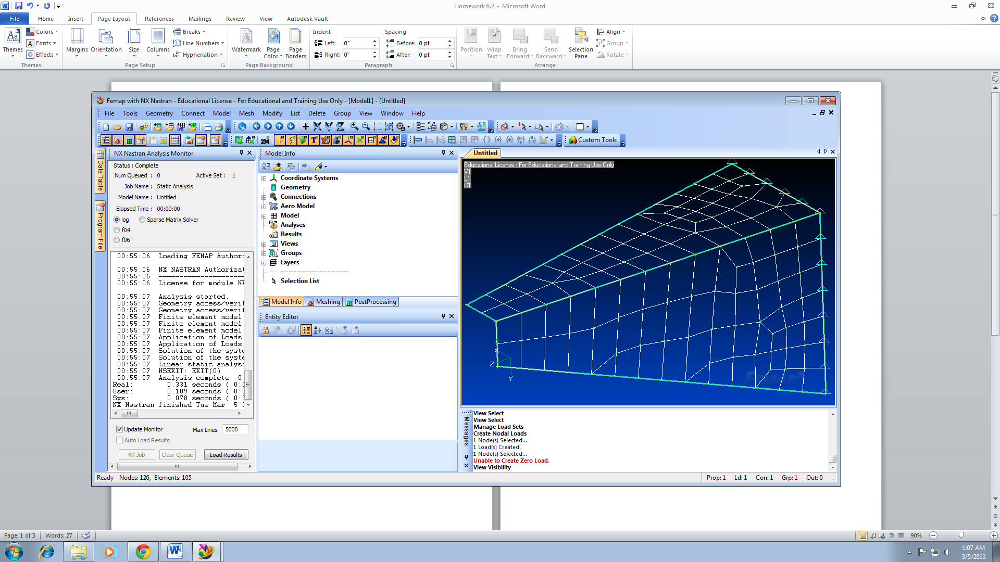 Homework 6.2 - Microsoft Word
File Home Insert Page Layout References Mailings Review View Autodesk Vault
Themes
Colors
Fonts
Effects
Themes
Margins
Orientation
Size
Columns
Breaks
Line Numbers
Hyphenation
Page Setup
Watermark
Page Color
Page Borders
Page Background
Indent
Left: 0"
Right: 0"
Spacing
Before: 0 pt
After: 0 pt
Paragraph
Position
Wrap Text
Bring Forward
Send Backward
Selection Pane
Align
Group
Rotate
Arrange
Femap with NX Nastran - Educational License - For Educational and Training Use Only - [Model1] - [Untitled]
File Tools Geometry Connect Model Mesh Modify List Delete Group View Window Help
234
Custom Tools
Data Table
Program File
NX Nastran Analysis Monitor
Status : Complete
Num Queued : 0 Active Set : 1
Job Name : Static Analysis
Model Name : Untitled
Elapsed Time : 00:00:00
log Sparse Matrix Solver
f04
f06
00:55:06 Loading FEMAP Author
00:55:06 NX NASTRAN Authorizat
00:55:06 ----------------------
00:55:06 License for module NX
00:55:07 Analysis started.
00:55:07 Geometry access/verif
00:55:07 Geometry access/verif
00:55:07 Finite element model
00:55:07 Finite element model
00:55:07 Finite element model
00:55:07 Application of Loads
00:55:07 Application of Loads
00:55:07 Solution of the syste
00:55:07 Solution of the syste
00:55:07 Linear static analys
00:55:07 NSEXIT: EXIT(0)
00:55:07 Analysis complete 0
Real: 0.331 seconds ( 0:
User: 0.109 seconds ( 0:
Sys: 0.078 seconds ( 0:
NX Nastran finished Tue Mar 5
Update Monitor Max Lines 5000
Auto Load Results
Kill Job Clear Queue Load Results
Model Info
Coordinate Systems
Geometry
Connections
Aero Model
Model
Analyses
Results
Views
Groups
Layers
--------------------------
Selection List
Model Info Meshing PostProcessing
Entity Editor
Untitled
Educational License - For Educational and Training Use Only
V1
L1
C1
X
Z
Y
FEMAP®
Messages
View Select
View Select
Manage Load Sets
Create Nodal Loads
1 Node(s) Selected...
1 Load(s) Created.
1 Node(s) Selected...
Unable to Create Zero Load.
View Visibility
Ready - Nodes: 126, Elements: 105
Prop: 1 Ld: 1 Con: 1 Grp: 1 Out: 0
Page: 1 of 3 Words: 27
90%
1:07 AM
3/5/2013